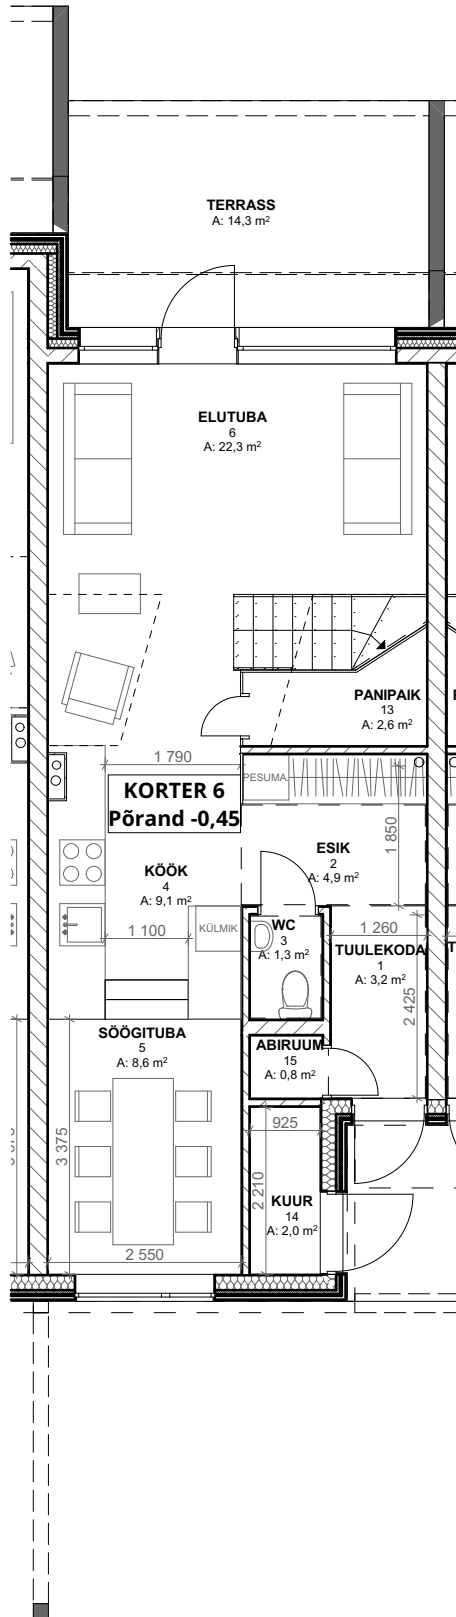 TERRASS
A: 14,3 m²
ELUTUBA
6
A: 22,3 m²
PANIPAIK
13
A: 2,6 m²
1 790
PESUMA.
KORTER 6
Põrand -0,45
1 850
ESIK
2
A: 4,9 m²
KÖÖK
4
A: 9,1 m²
1 100
KÜLMIK
WC
3
A: 1,3 m²
1 260
TUULEKODA
1
A: 3,2 m²
2 425
SÖÖGITUBA
5
A: 8,6 m²
ABIRUUM
15
A: 0,8 m²
3 375
925
2 210
KUUR
14
A: 2,0 m²
2 550